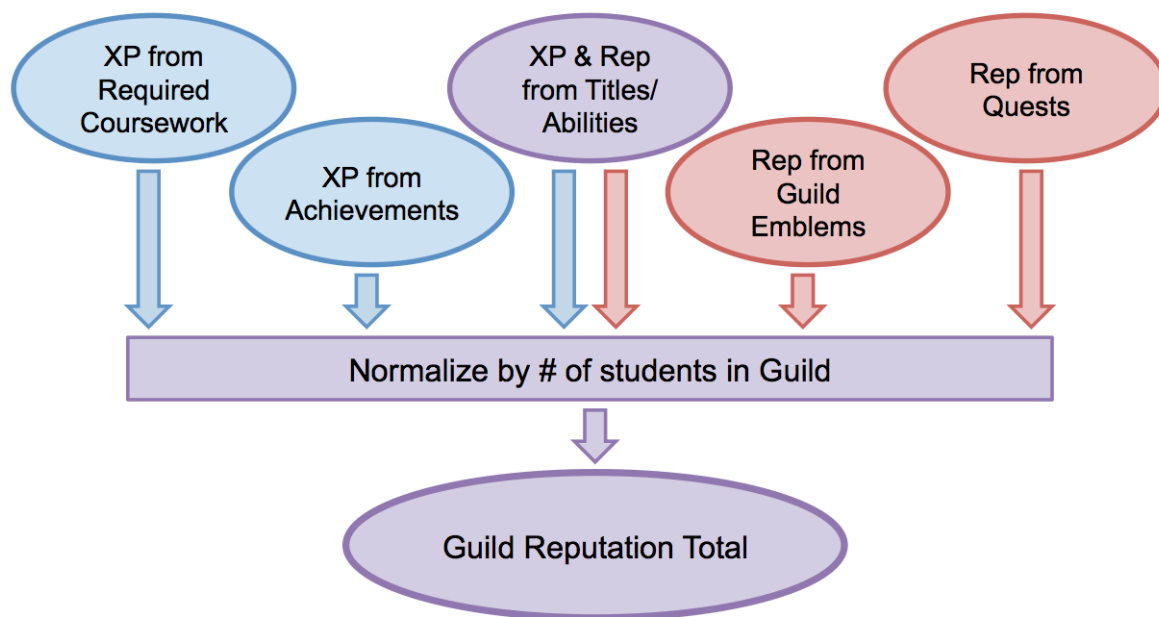 XP from
Required
Coursework
XP from
Achievements
XP & Rep
from Titles/
Abilities
Rep from
Guild
Emblems
Rep from
Quests
Normalize by # of students in Guild
Guild Reputation Total